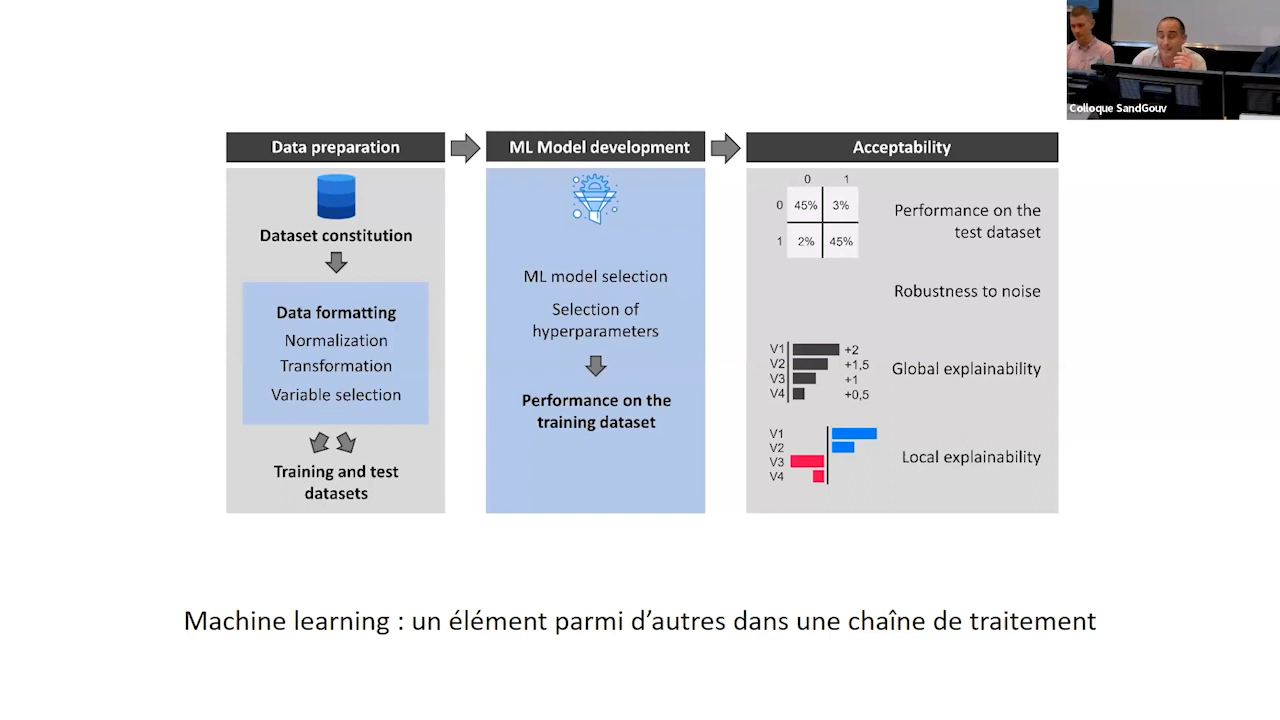 Colloque SandGouv
Data preparation
ML Model development
Acceptability
Dataset constitution
Data formatting
Normalization
Transformation
Variable selection
Training and test
datasets
ML model selection
Selection of
hyperparameters
Performance on the
training dataset
0 1
0 45% 3%
1 2% 45%
Performance on the
test dataset
Robustness to noise
V1 +2
V2 +1,5
V3 +1
V4 +0,5
Global explainability
V1
V2
V3
V4
Local explainability
Machine learning : un élément parmi d’autres dans une chaîne de traitement